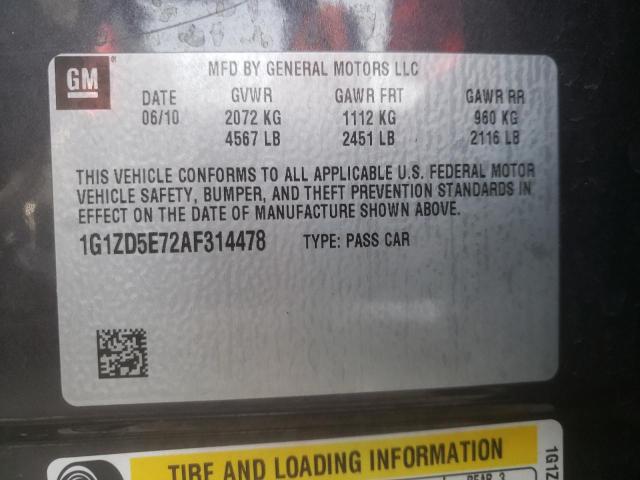 GM ®
MFD BY GENERAL MOTORS LLC
DATE GVWR GAWR FRT GAWR RR
06/10 2072 KG 1112 KG 960 KG
4567 LB 2451 LB 2116 LB
THIS VEHICLE CONFORMS TO ALL APPLICABLE U.S. FEDERAL MOTOR
VEHICLE SAFETY, BUMPER, AND THEFT PREVENTION STANDARDS IN
EFFECT ON THE DATE OF MANUFACTURE SHOWN ABOVE.
1G1ZD5E72AF314478 TYPE: PASS CAR
TIRE AND LOADING INFORMATION
REAR 3
1G1Z